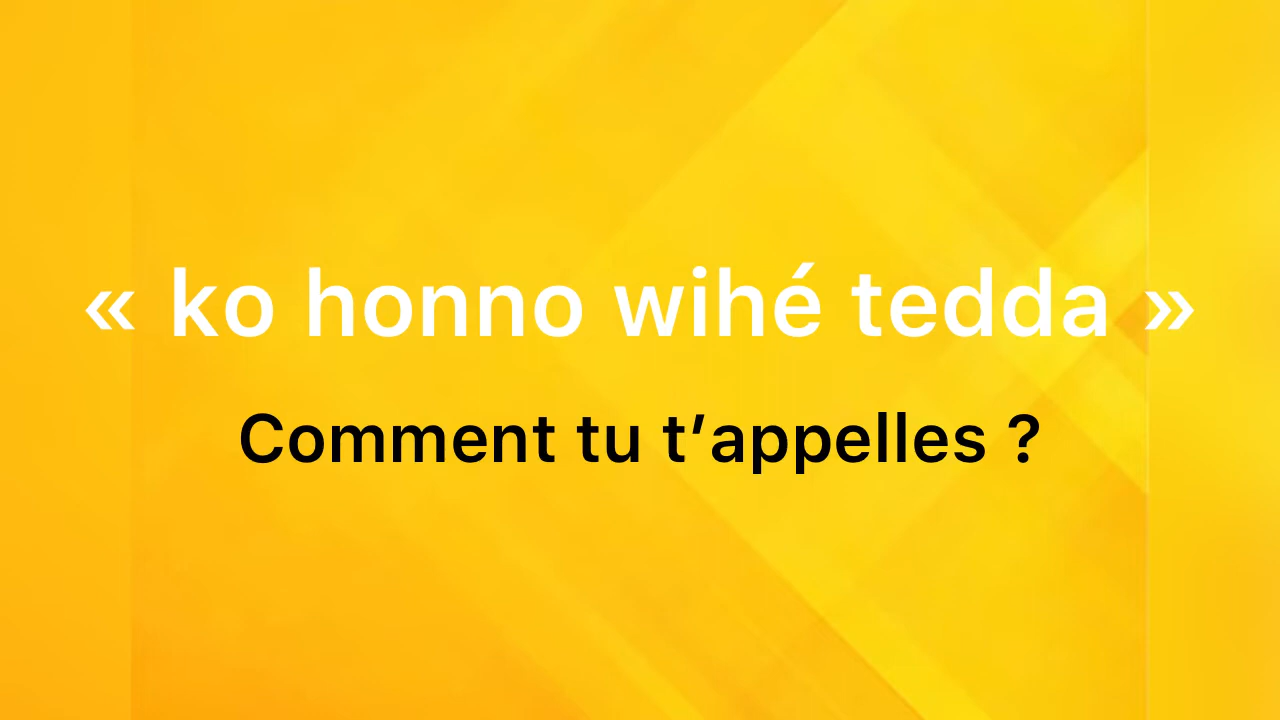 « ko honno wihé tedda »
Comment tu t’appelles ?